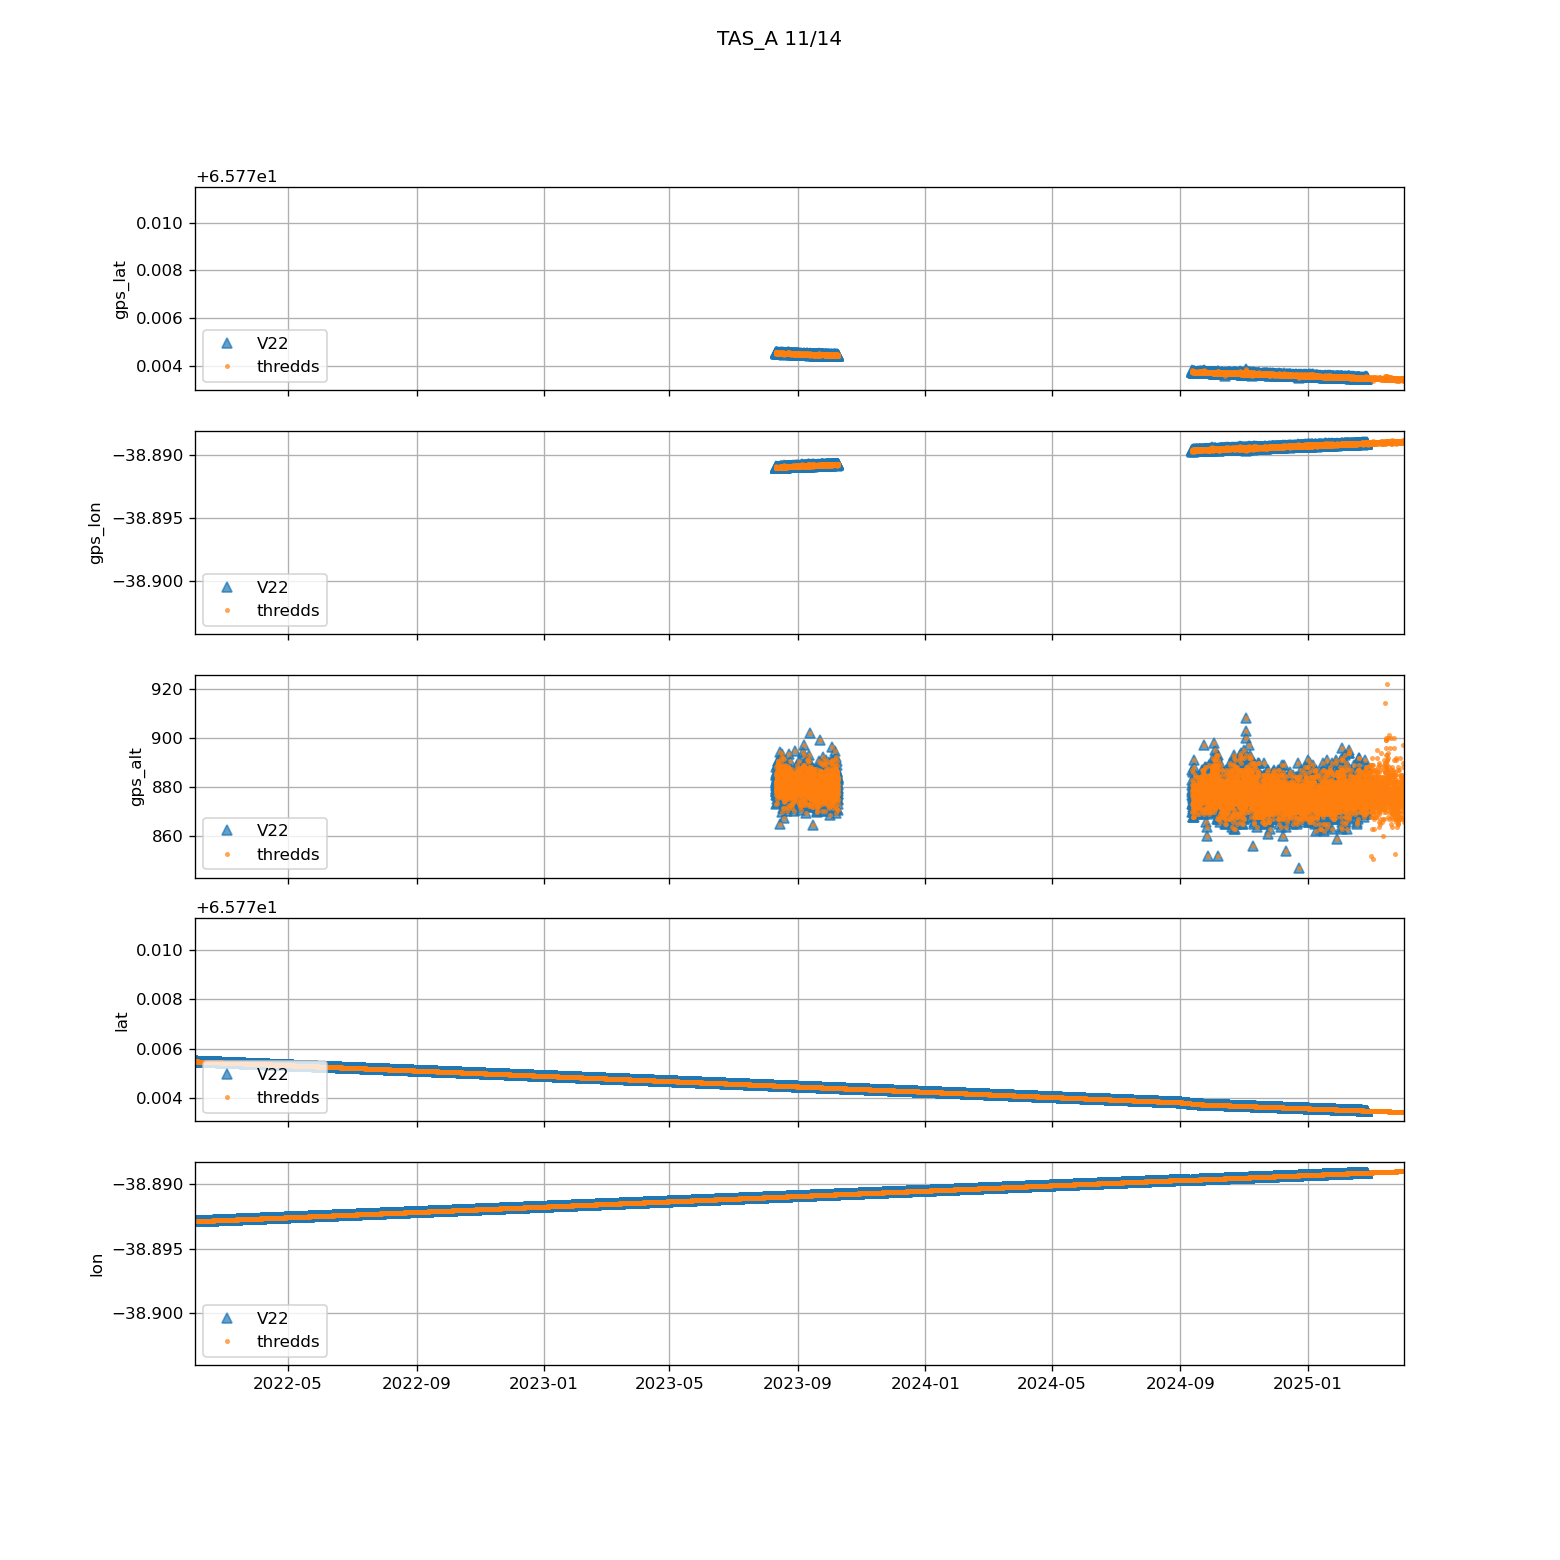 TAS_A 11/14
+6.577e1
0.010
0.008
0.006
0.004
gps_lat
V22
thredds
−38.890
−38.895
−38.900
gps_lon
V22
thredds
920
900
880
860
gps_alt
V22
thredds
+6.577e1
0.010
0.008
0.006
0.004
lat
V22
thredds
−38.890
−38.895
−38.900
lon
V22
thredds
2022-05 2022-09 2023-01 2023-05 2023-09 2024-01 2024-05 2024-09 2025-01